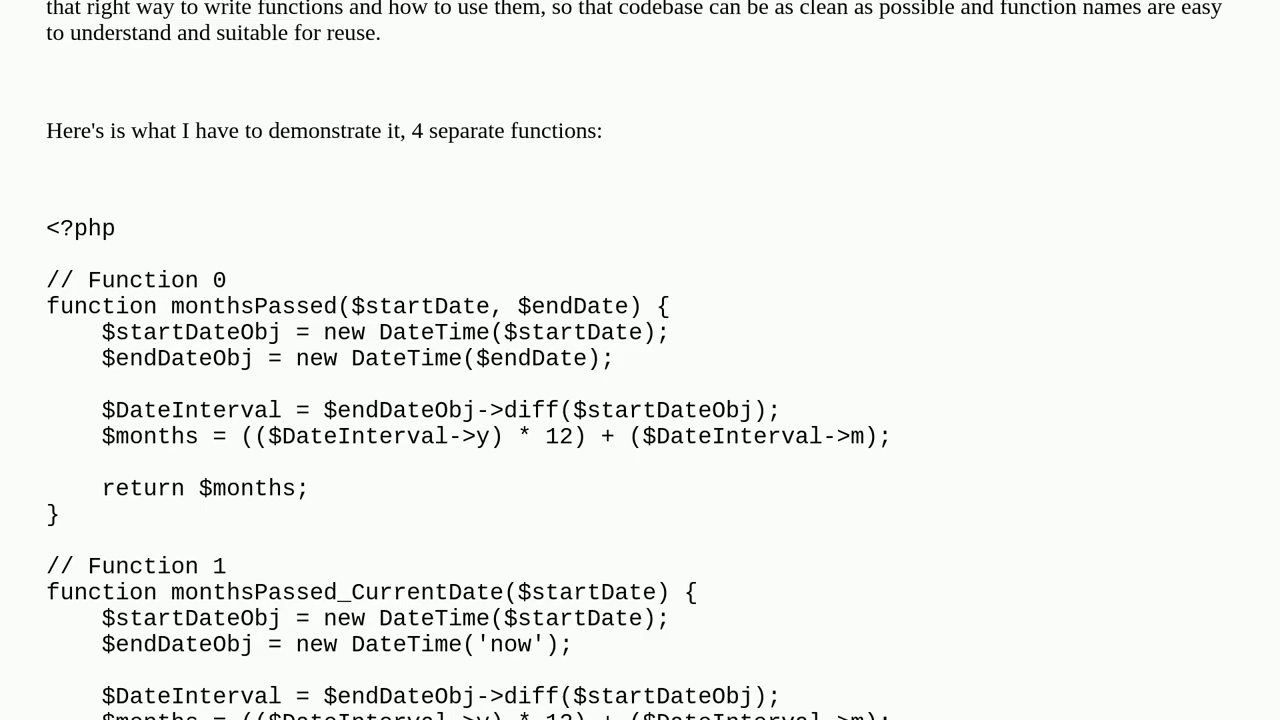 that right way to write functions and how to use them, so that codebase can be as clean as possible and function names are easy
to understand and suitable for reuse.
Here's is what I have to demonstrate it, 4 separate functions:
<?php
// Function 0
function monthsPassed($startDate, $endDate) {
    $startDateObj = new DateTime($startDate);
    $endDateObj = new DateTime($endDate);
    $DateInterval = $endDateObj->diff($startDateObj);
    $months = (($DateInterval->y) * 12) + ($DateInterval->m);
    return $months;
}
// Function 1
function monthsPassed_CurrentDate($startDate) {
    $startDateObj = new DateTime($startDate);
    $endDateObj = new DateTime('now');
    $DateInterval = $endDateObj->diff($startDateObj);
    $months = (($DateInterval->y) * 12) + ($DateInterval->m);